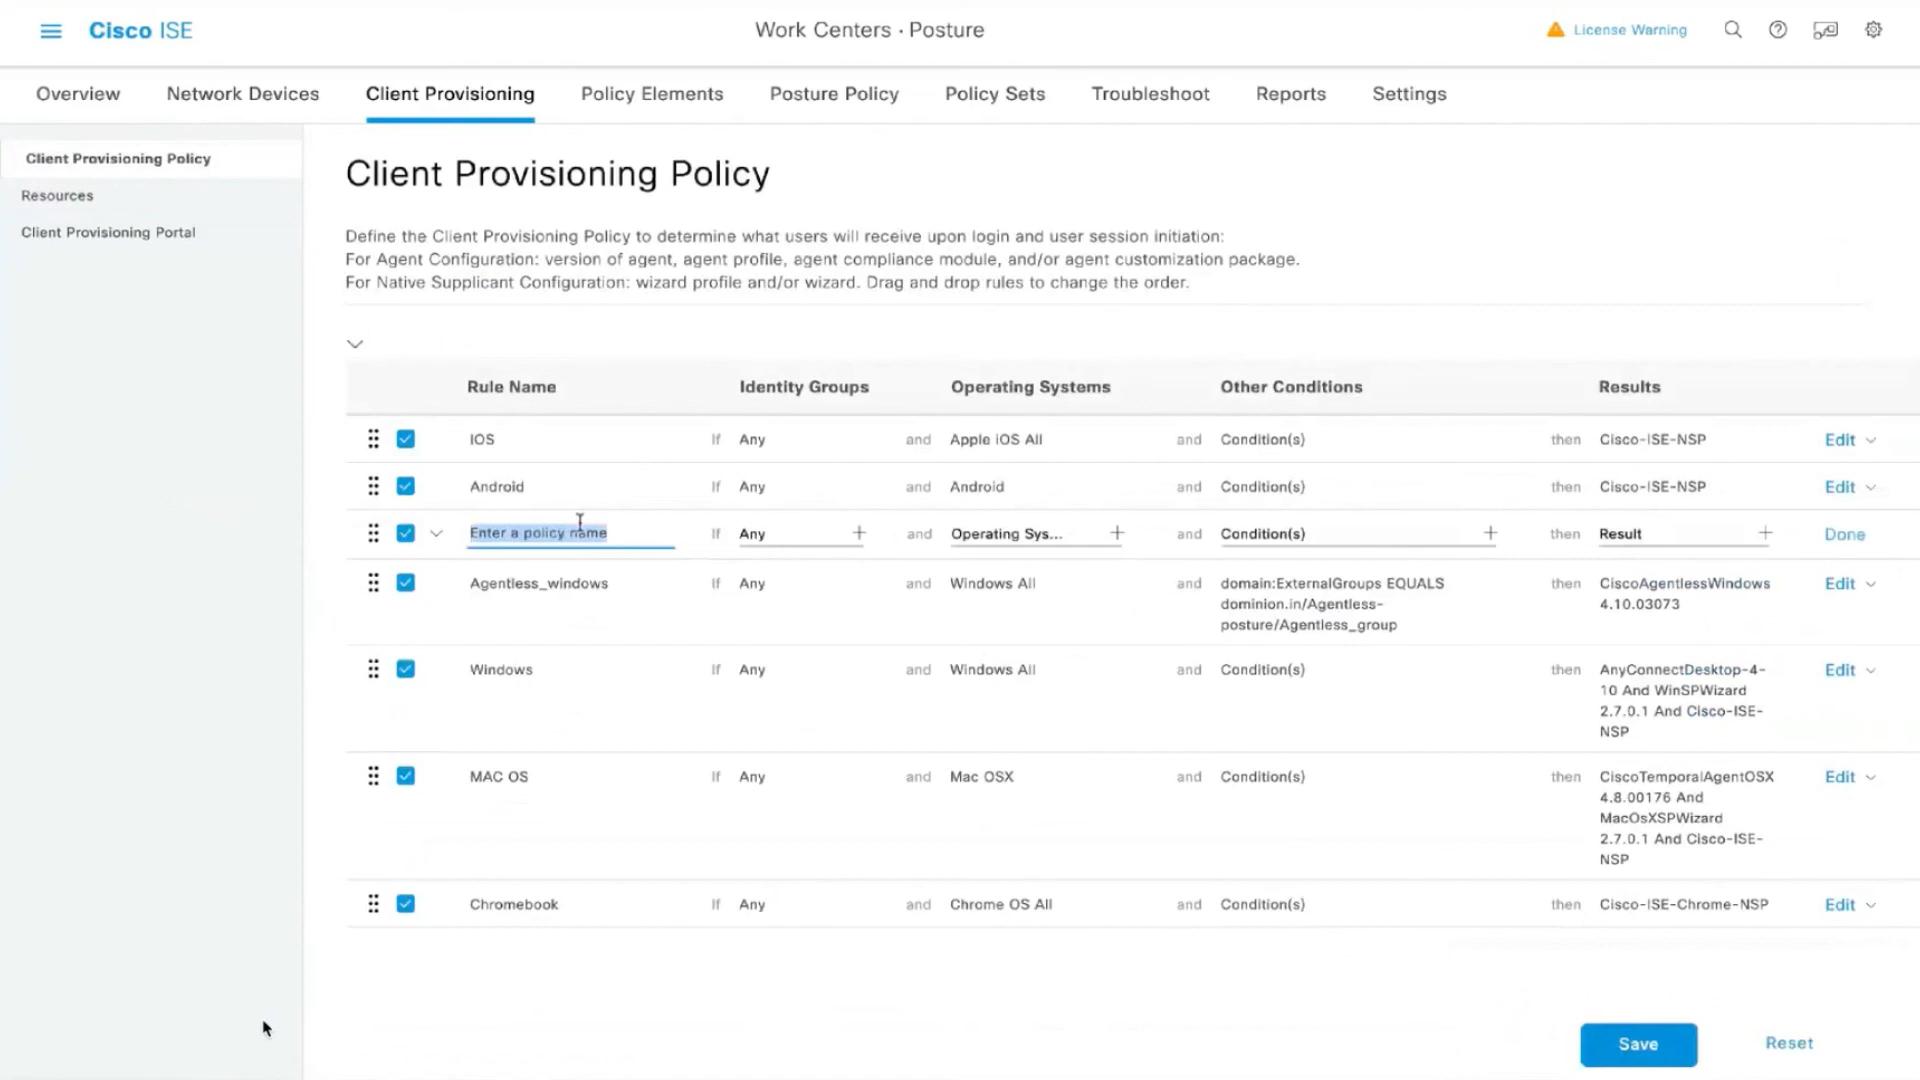 Cisco ISE
Work Centers · Posture
License Warning
Overview
Network Devices
Client Provisioning
Policy Elements
Posture Policy
Policy Sets
Troubleshoot
Reports
Settings
Client Provisioning Policy
Resources
Client Provisioning Portal
Client Provisioning Policy
Define the Client Provisioning Policy to determine what users will receive upon login and user session initiation:
For Agent Configuration: version of agent, agent profile, agent compliance module, and/or agent customization package.
For Native Supplicant Configuration: wizard profile and/or wizard. Drag and drop rules to change the order.
Rule Name Identity Groups Operating Systems Other Conditions Results
IOS If Any and Apple iOS All and Condition(s) then Cisco-ISE-NSP Edit
Android If Any and Android and Condition(s) then Cisco-ISE-NSP Edit
Enter a policy name If Any and Operating Sys... and Condition(s) then Result Done
Agentless_windows If Any and Windows All and domain:ExternalGroups EQUALS then CiscoAgentlessWindows Edit
dominion.in/Agentless- 4.10.03073
posture/Agentless_group
Windows If Any and Windows All and Condition(s) then AnyConnectDesktop-4- Edit
10 And WinSPWizard
2.7.0.1 And Cisco-ISE-
NSP
MAC OS If Any and Mac OSX and Condition(s) then CiscoTemporalAgentOSX Edit
4.8.00176 And
MacOsXSPWizard
2.7.0.1 And Cisco-ISE-
NSP
Chromebook If Any and Chrome OS All and Condition(s) then Cisco-ISE-Chrome-NSP Edit
Save
Reset